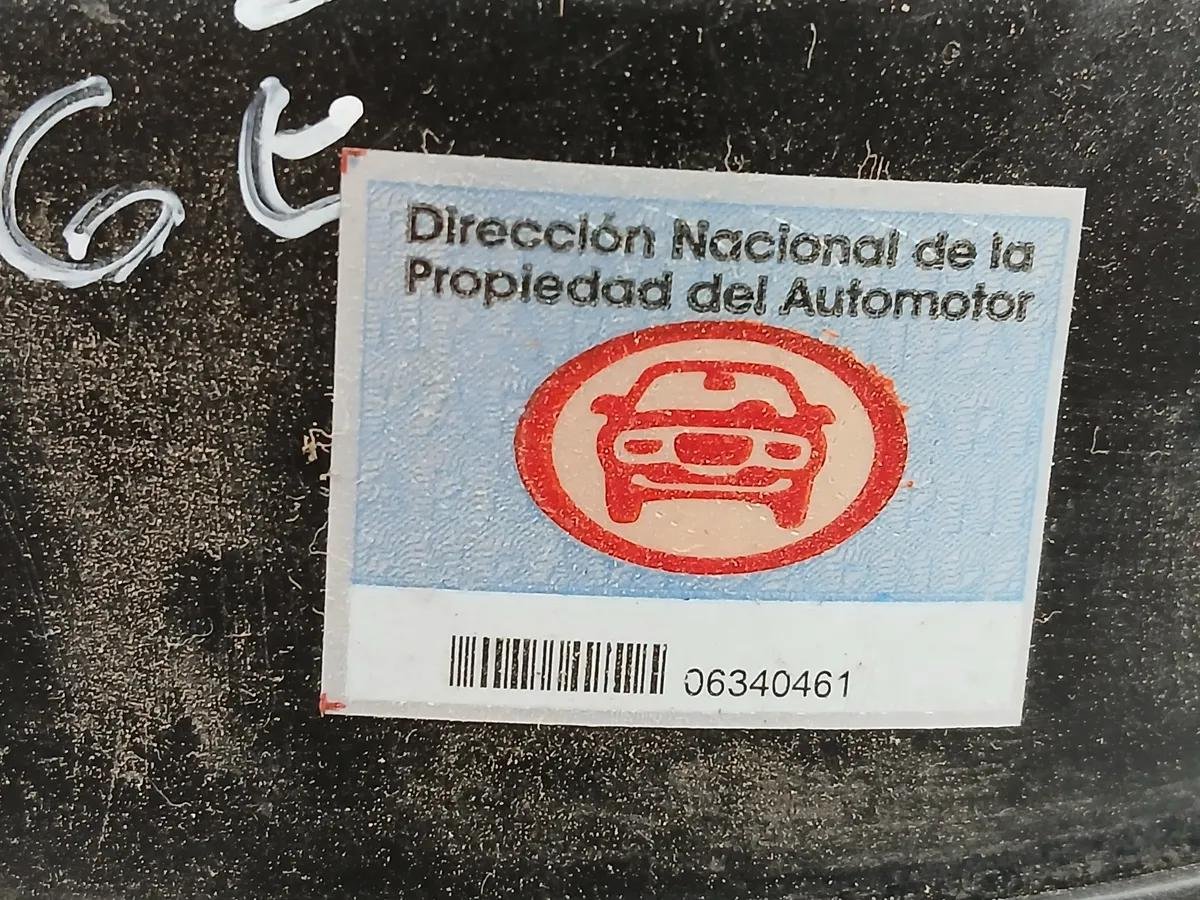 Dirección Nacional de la
Propiedad del Automotor
06340461